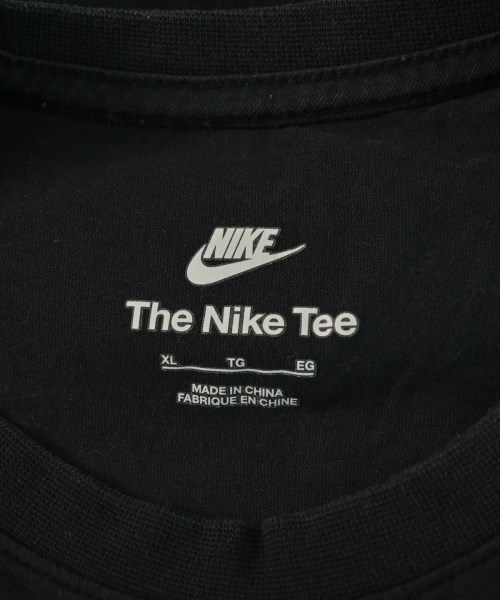 NIKE
The Nike Tee
XL TG EG
MADE IN CHINA
FABRIQUE EN CHINE